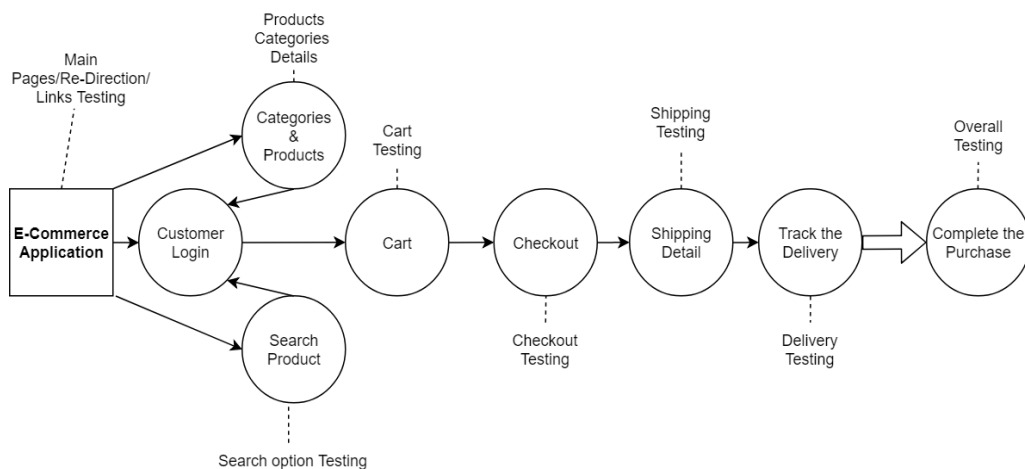 Products
Categories
Details
Main
Pages/Re-Direction/
Links Testing
Categories
&
Products
Cart
Testing
Shipping
Testing
Overall
Testing
E-Commerce
Application
Customer
Login
Cart
Checkout
Shipping
Detail
Track the
Delivery
Complete the
Purchase
Search
Product
Checkout
Testing
Delivery
Testing
Search option Testing